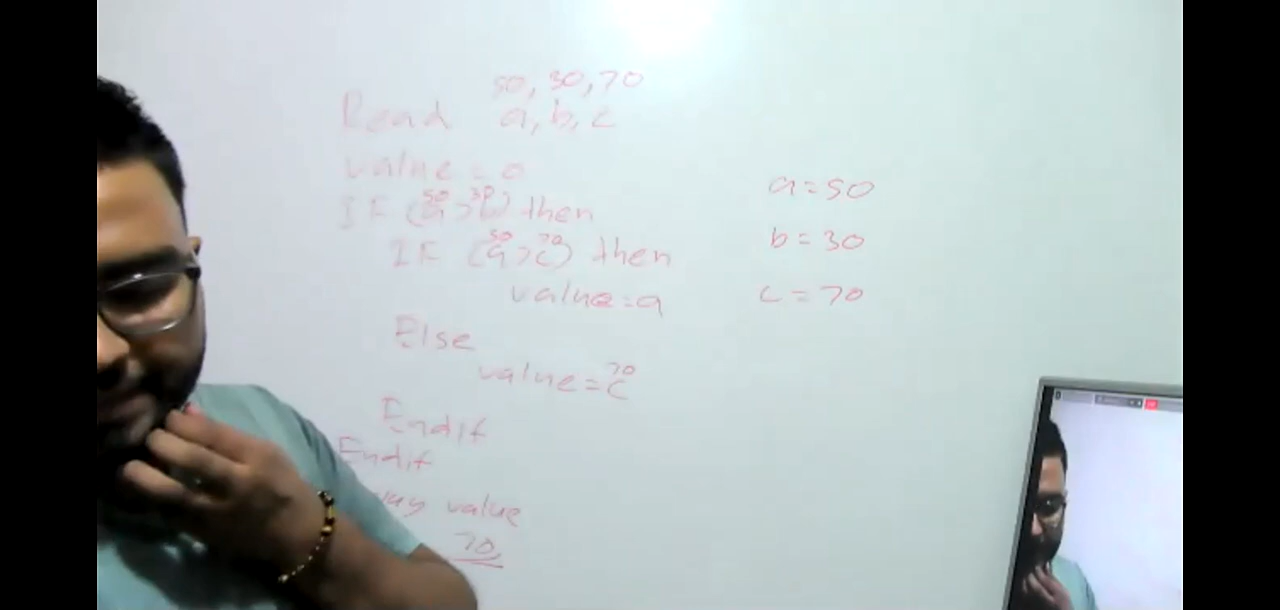 50, 30, 70
Read a, b, c
value = 0
50 30
If (a > b) then
50 70
If (a > c) then
value = a
Else
70
value = c
Endif
Endif
value
70
a = 50
b = 30
c = 70